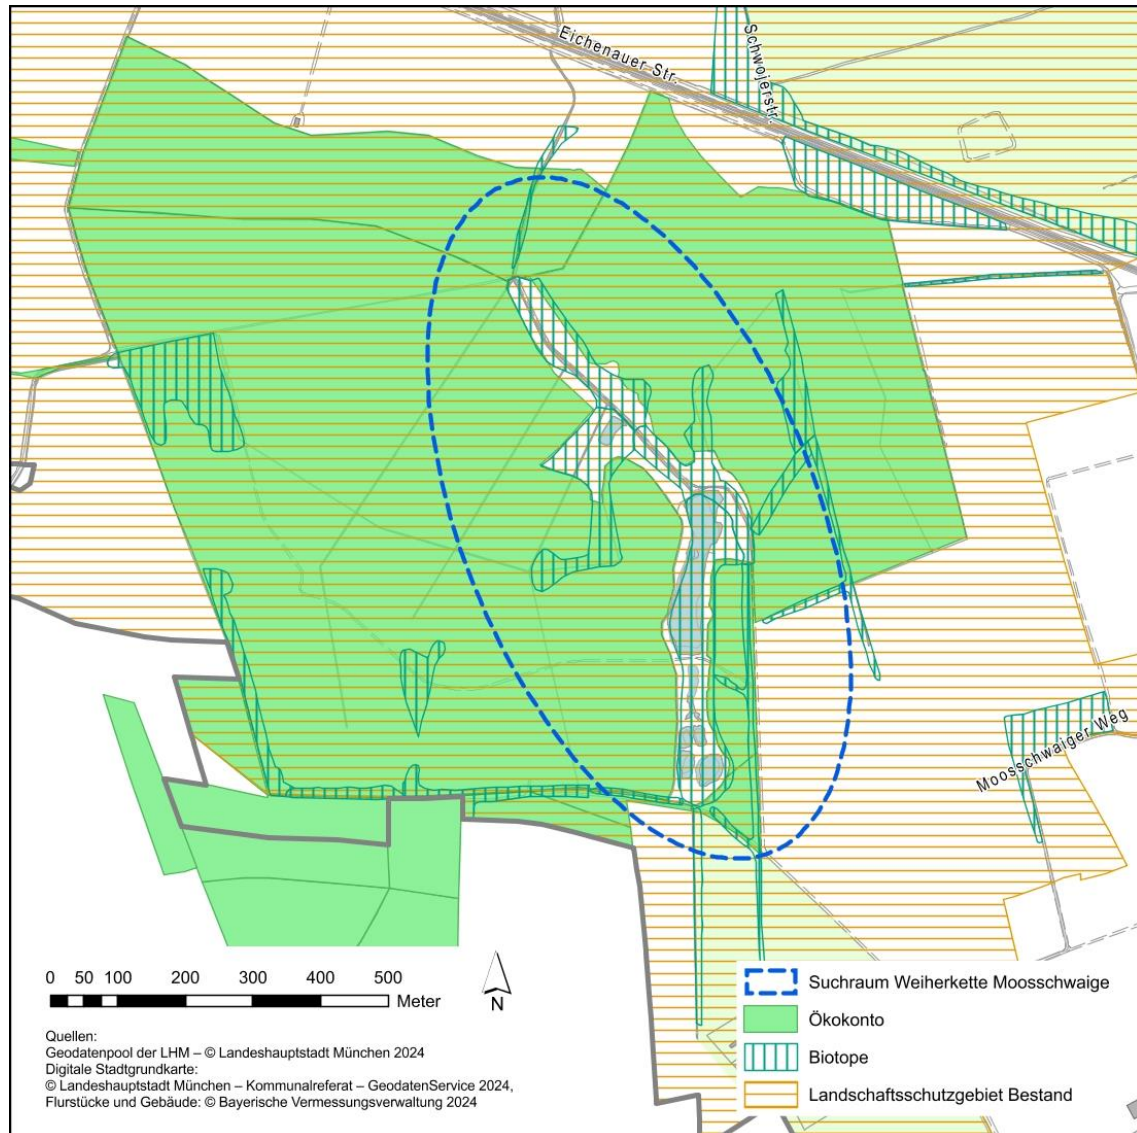 Eichenauer Str.
Schwojerstr.
Moosschwaiger Weg
0 50 100 200 300 400 500
Meter
N
Quellen:
Geodatenpool der LHM – © Landeshauptstadt München 2024
Digitale Stadtgrundkarte:
© Landeshauptstadt München – Kommunalreferat – GeodatenService 2024,
Flurstücke und Gebäude: © Bayerische Vermessungsverwaltung 2024
Suchraum Weiherkette Moosschwaige
Ökokonto
Biotope
Landschaftsschutzgebiet Bestand